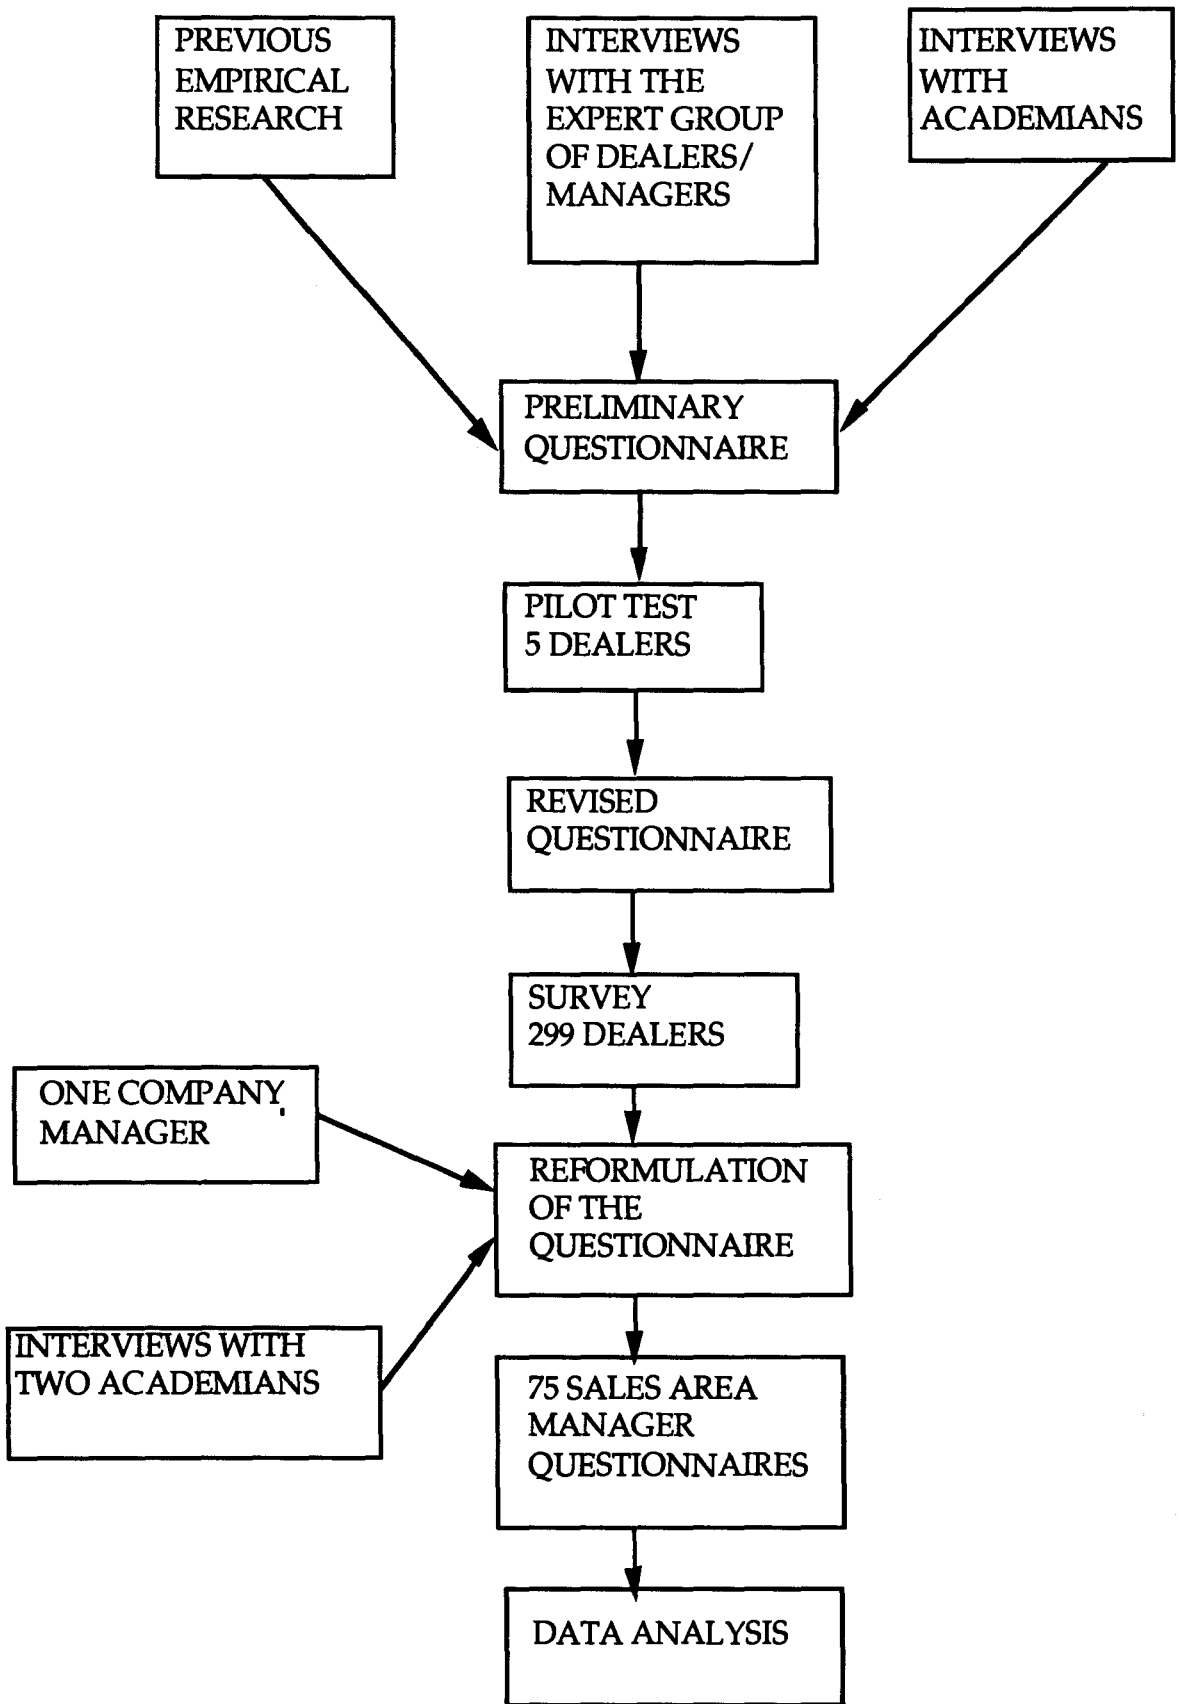 PREVIOUS
EMPIRICAL
RESEARCH
INTERVIEWS
WITH THE
EXPERT GROUP
OF DEALERS/
MANAGERS
INTERVIEWS
WITH
ACADEMIANS
PRELIMINARY
QUESTIONNAIRE
PILOT TEST
5 DEALERS
REVISED
QUESTIONNAIRE
SURVEY
299 DEALERS
ONE COMPANY
MANAGER
REFORMULATION
OF THE
QUESTIONNAIRE
INTERVIEWS WITH
TWO ACADEMIANS
75 SALES AREA
MANAGER
QUESTIONNAIRES
DATA ANALYSIS